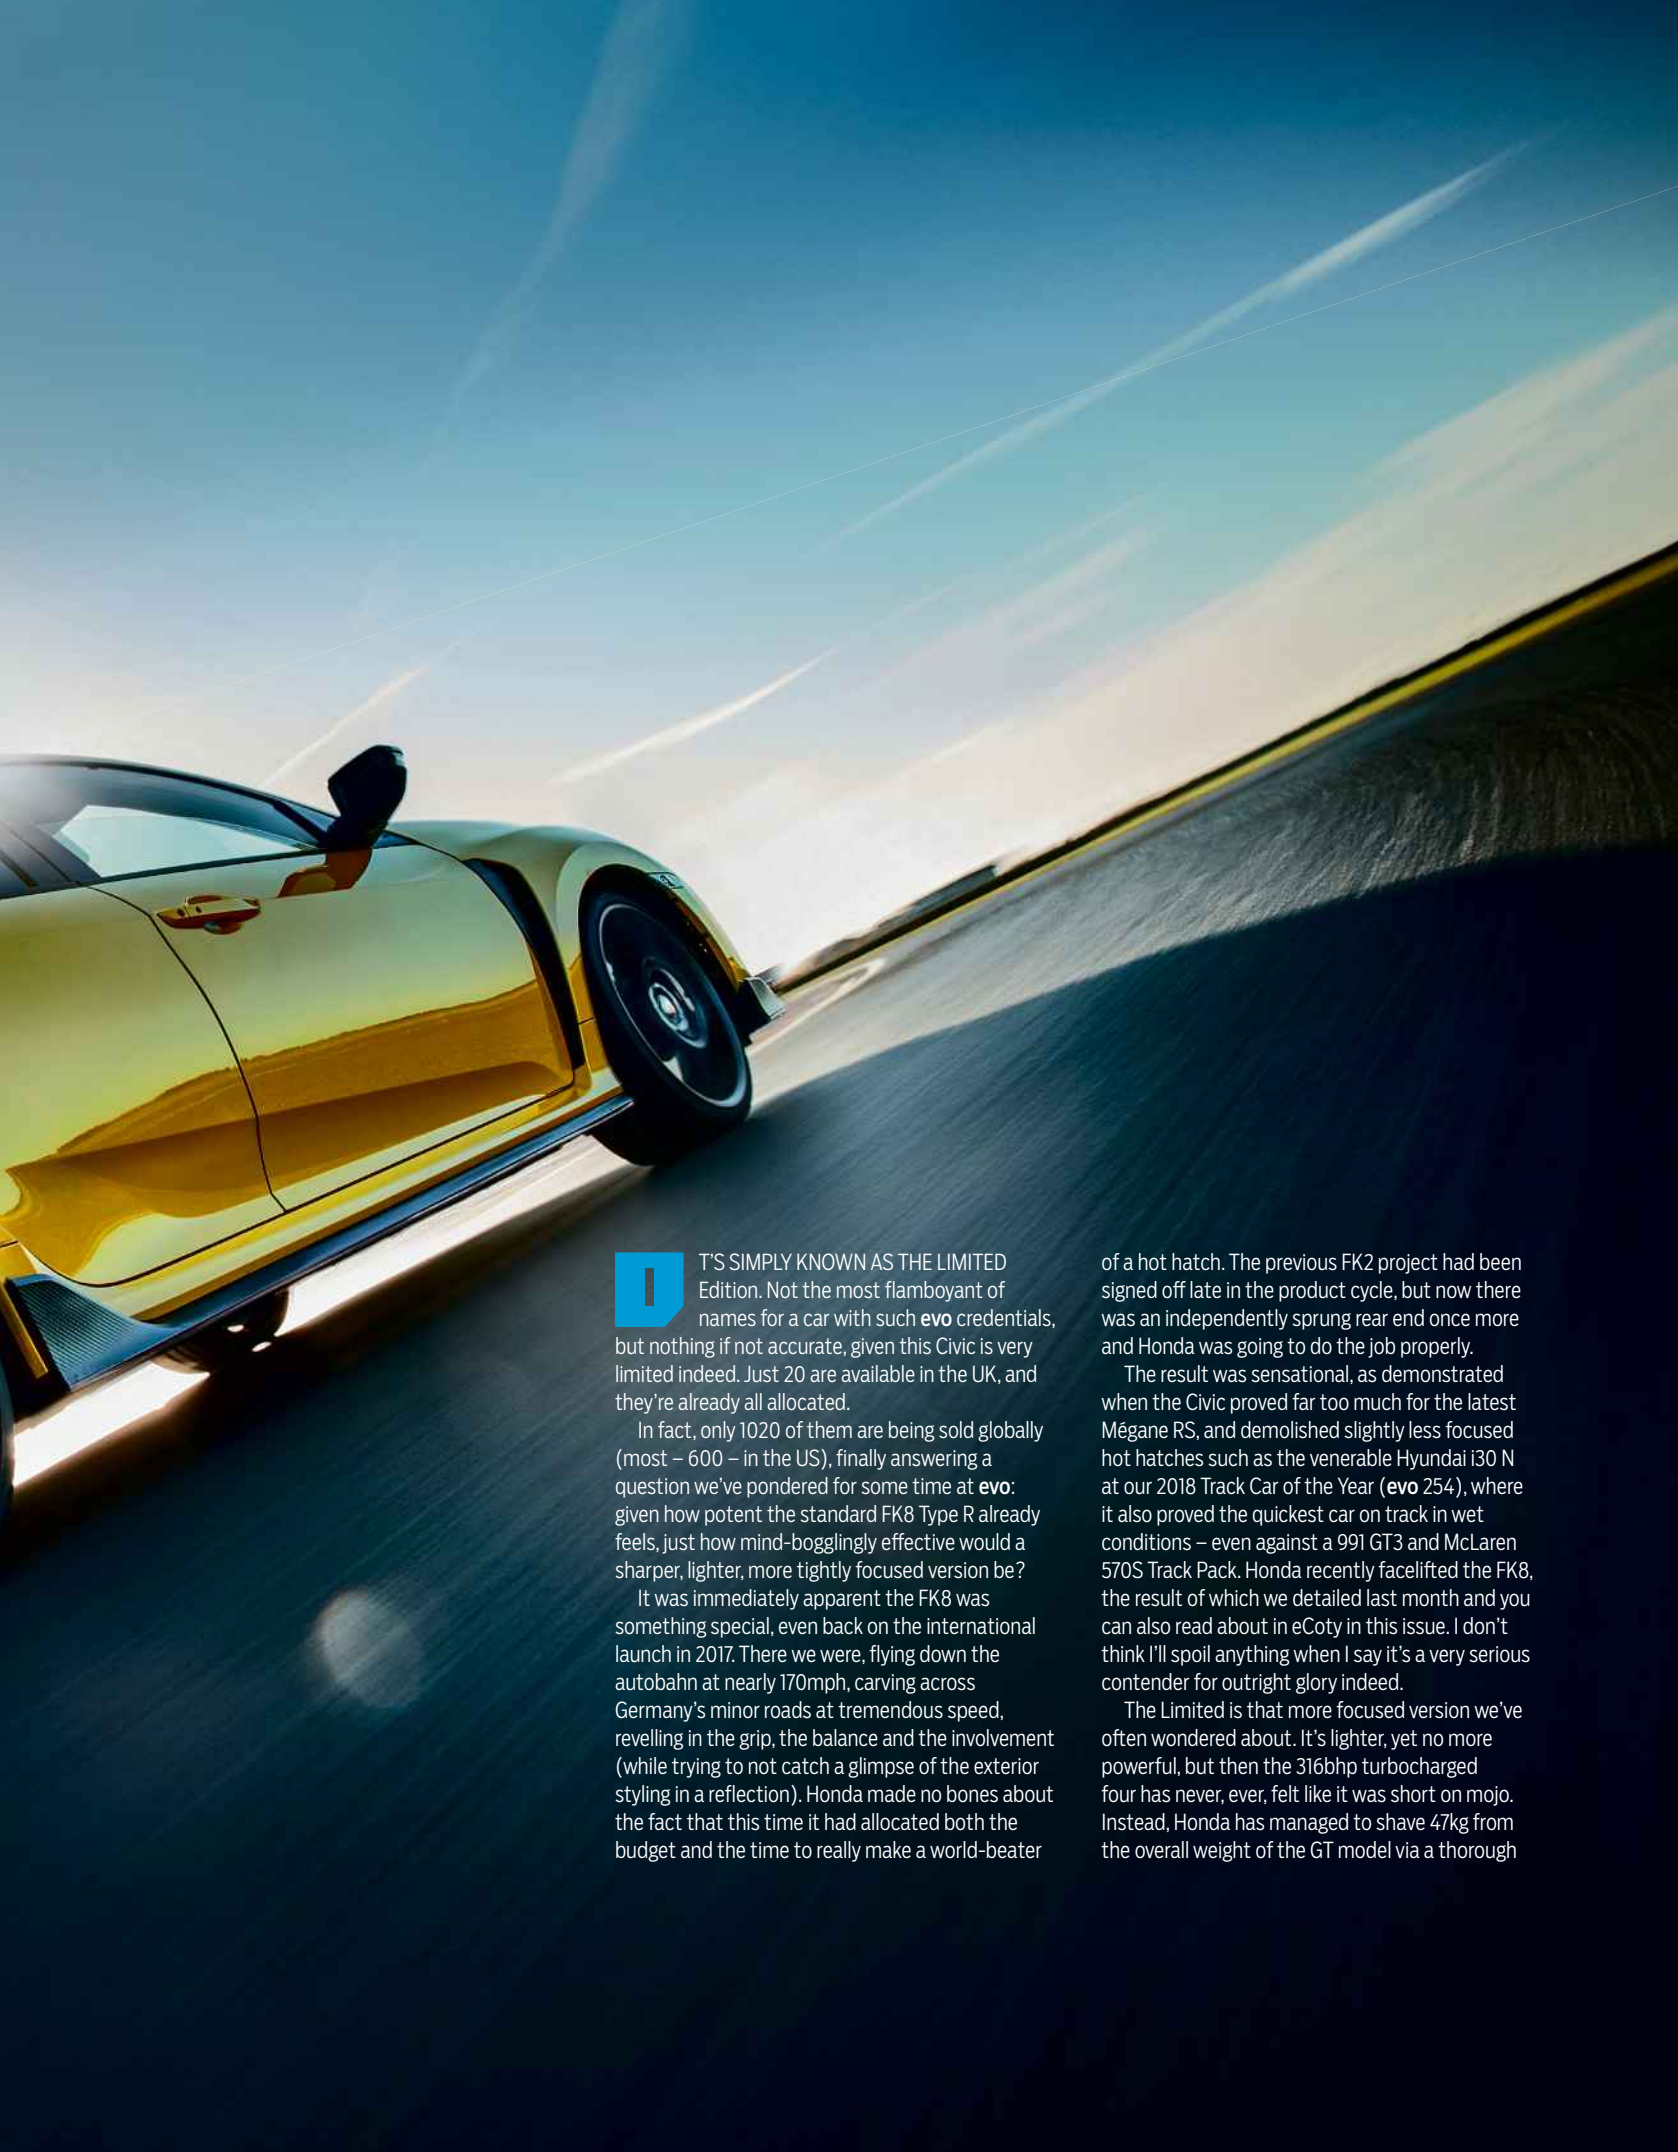 IT'S SIMPLY KNOWN AS THE LIMITED
Edition. Not the most flamboyant of
names for a car with such evo credentials,
but nothing if not accurate, given this Civic is very
limited indeed. Just 20 are available in the UK, and
they're already all allocated.
In fact, only 1020 of them are being sold globally
(most – 600 – in the US), finally answering a
question we've pondered for some time at evo:
given how potent the standard FK8 Type R already
feels, just how mind-bogglingly effective would a
sharper, lighter, more tightly focused version be?
It was immediately apparent the FK8 was
something special, even back on the international
launch in 2017. There we were, flying down the
autobahn at nearly 170mph, carving across
Germany's minor roads at tremendous speed,
revelling in the grip, the balance and the involvement
(while trying to not catch a glimpse of the exterior
styling in a reflection). Honda made no bones about
the fact that this time it had allocated both the
budget and the time to really make a world-beater
of a hot hatch. The previous FK2 project had been
signed off late in the product cycle, but now there
was an independently sprung rear end once more
and Honda was going to do the job properly.
The result was sensational, as demonstrated
when the Civic proved far too much for the latest
Mégane RS, and demolished slightly less focused
hot hatches such as the venerable Hyundai i30 N
at our 2018 Track Car of the Year (evo 254), where
it also proved the quickest car on track in wet
conditions – even against a 991 GT3 and McLaren
570S Track Pack. Honda recently facelifted the FK8,
the result of which we detailed last month and you
can also read about in eCoty in this issue. I don't
think I'll spoil anything when I say it's a very serious
contender for outright glory indeed.
The Limited is that more focused version we've
often wondered about. It's lighter, yet no more
powerful, but then the 316bhp turbocharged
four has never, ever, felt like it was short on mojo.
Instead, Honda has managed to shave 47kg from
the overall weight of the GT model via a thorough